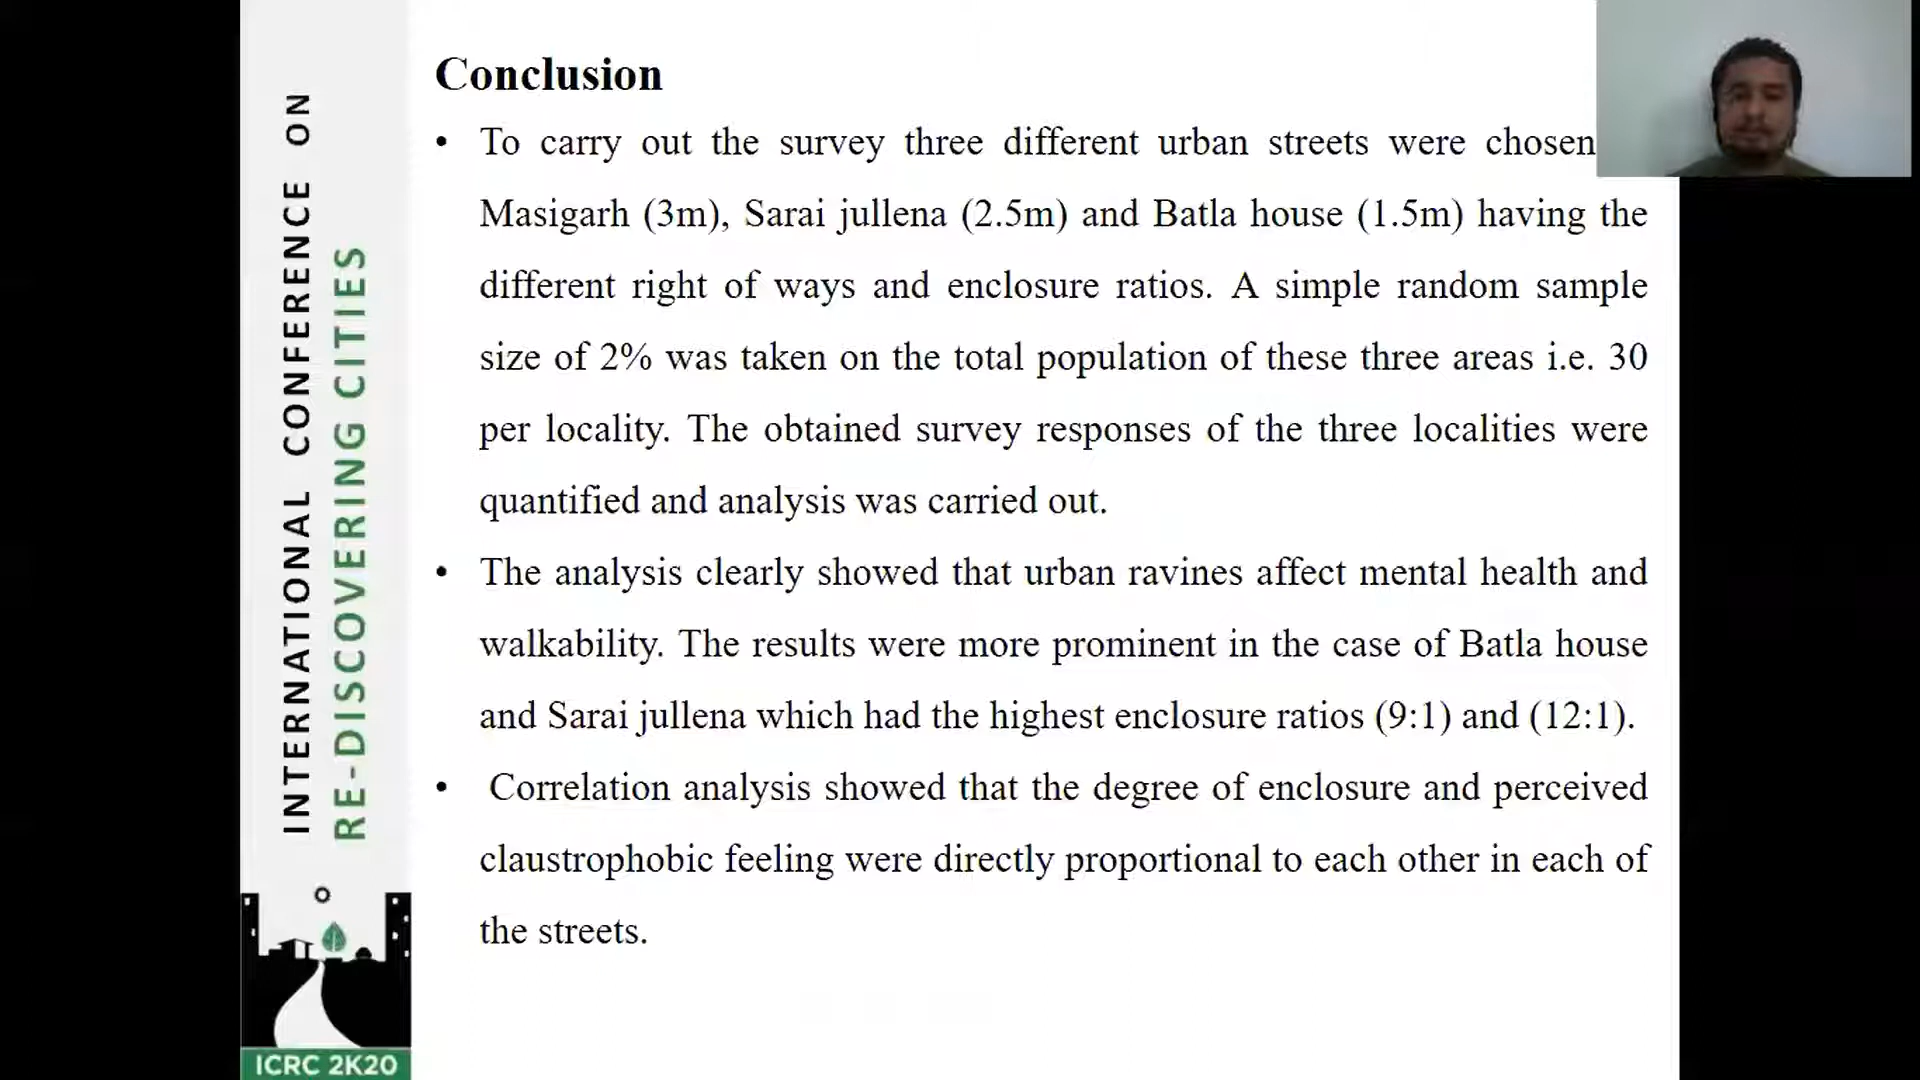 INTERNATIONAL CONFERENCE ON
RE-DISCOVERING CITIES
ICRC 2K20
Conclusion
• To carry out the survey three different urban streets were chosen
Masigarh (3m), Sarai jullena (2.5m) and Batla house (1.5m) having the
different right of ways and enclosure ratios. A simple random sample
size of 2% was taken on the total population of these three areas i.e. 30
per locality. The obtained survey responses of the three localities were
quantified and analysis was carried out.
• The analysis clearly showed that urban ravines affect mental health and
walkability. The results were more prominent in the case of Batla house
and Sarai jullena which had the highest enclosure ratios (9:1) and (12:1).
• Correlation analysis showed that the degree of enclosure and perceived
claustrophobic feeling were directly proportional to each other in each of
the streets.